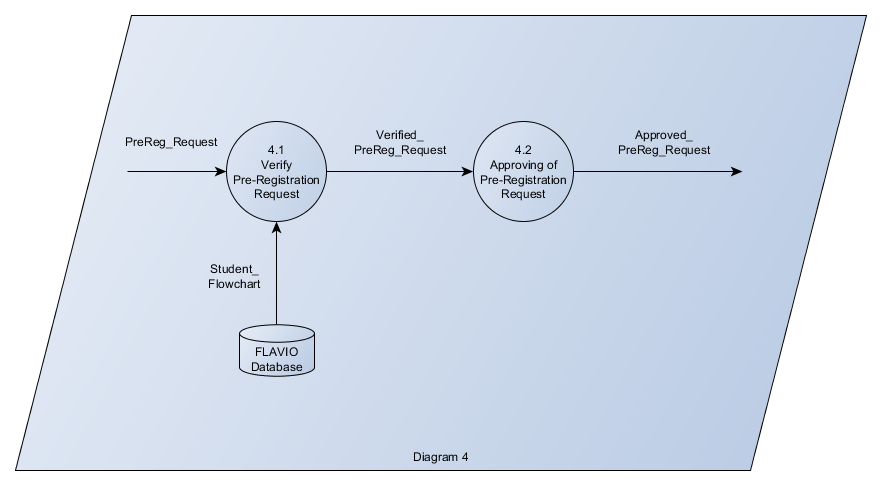 PreReg_Request
4.1
Verify
Pre-Registration
Request
Verified_
PreReg_Request
4.2
Approving of
Pre-Registration
Request
Approved_
PreReg_Request
Student_
Flowchart
FLAVIO
Database
Diagram 4